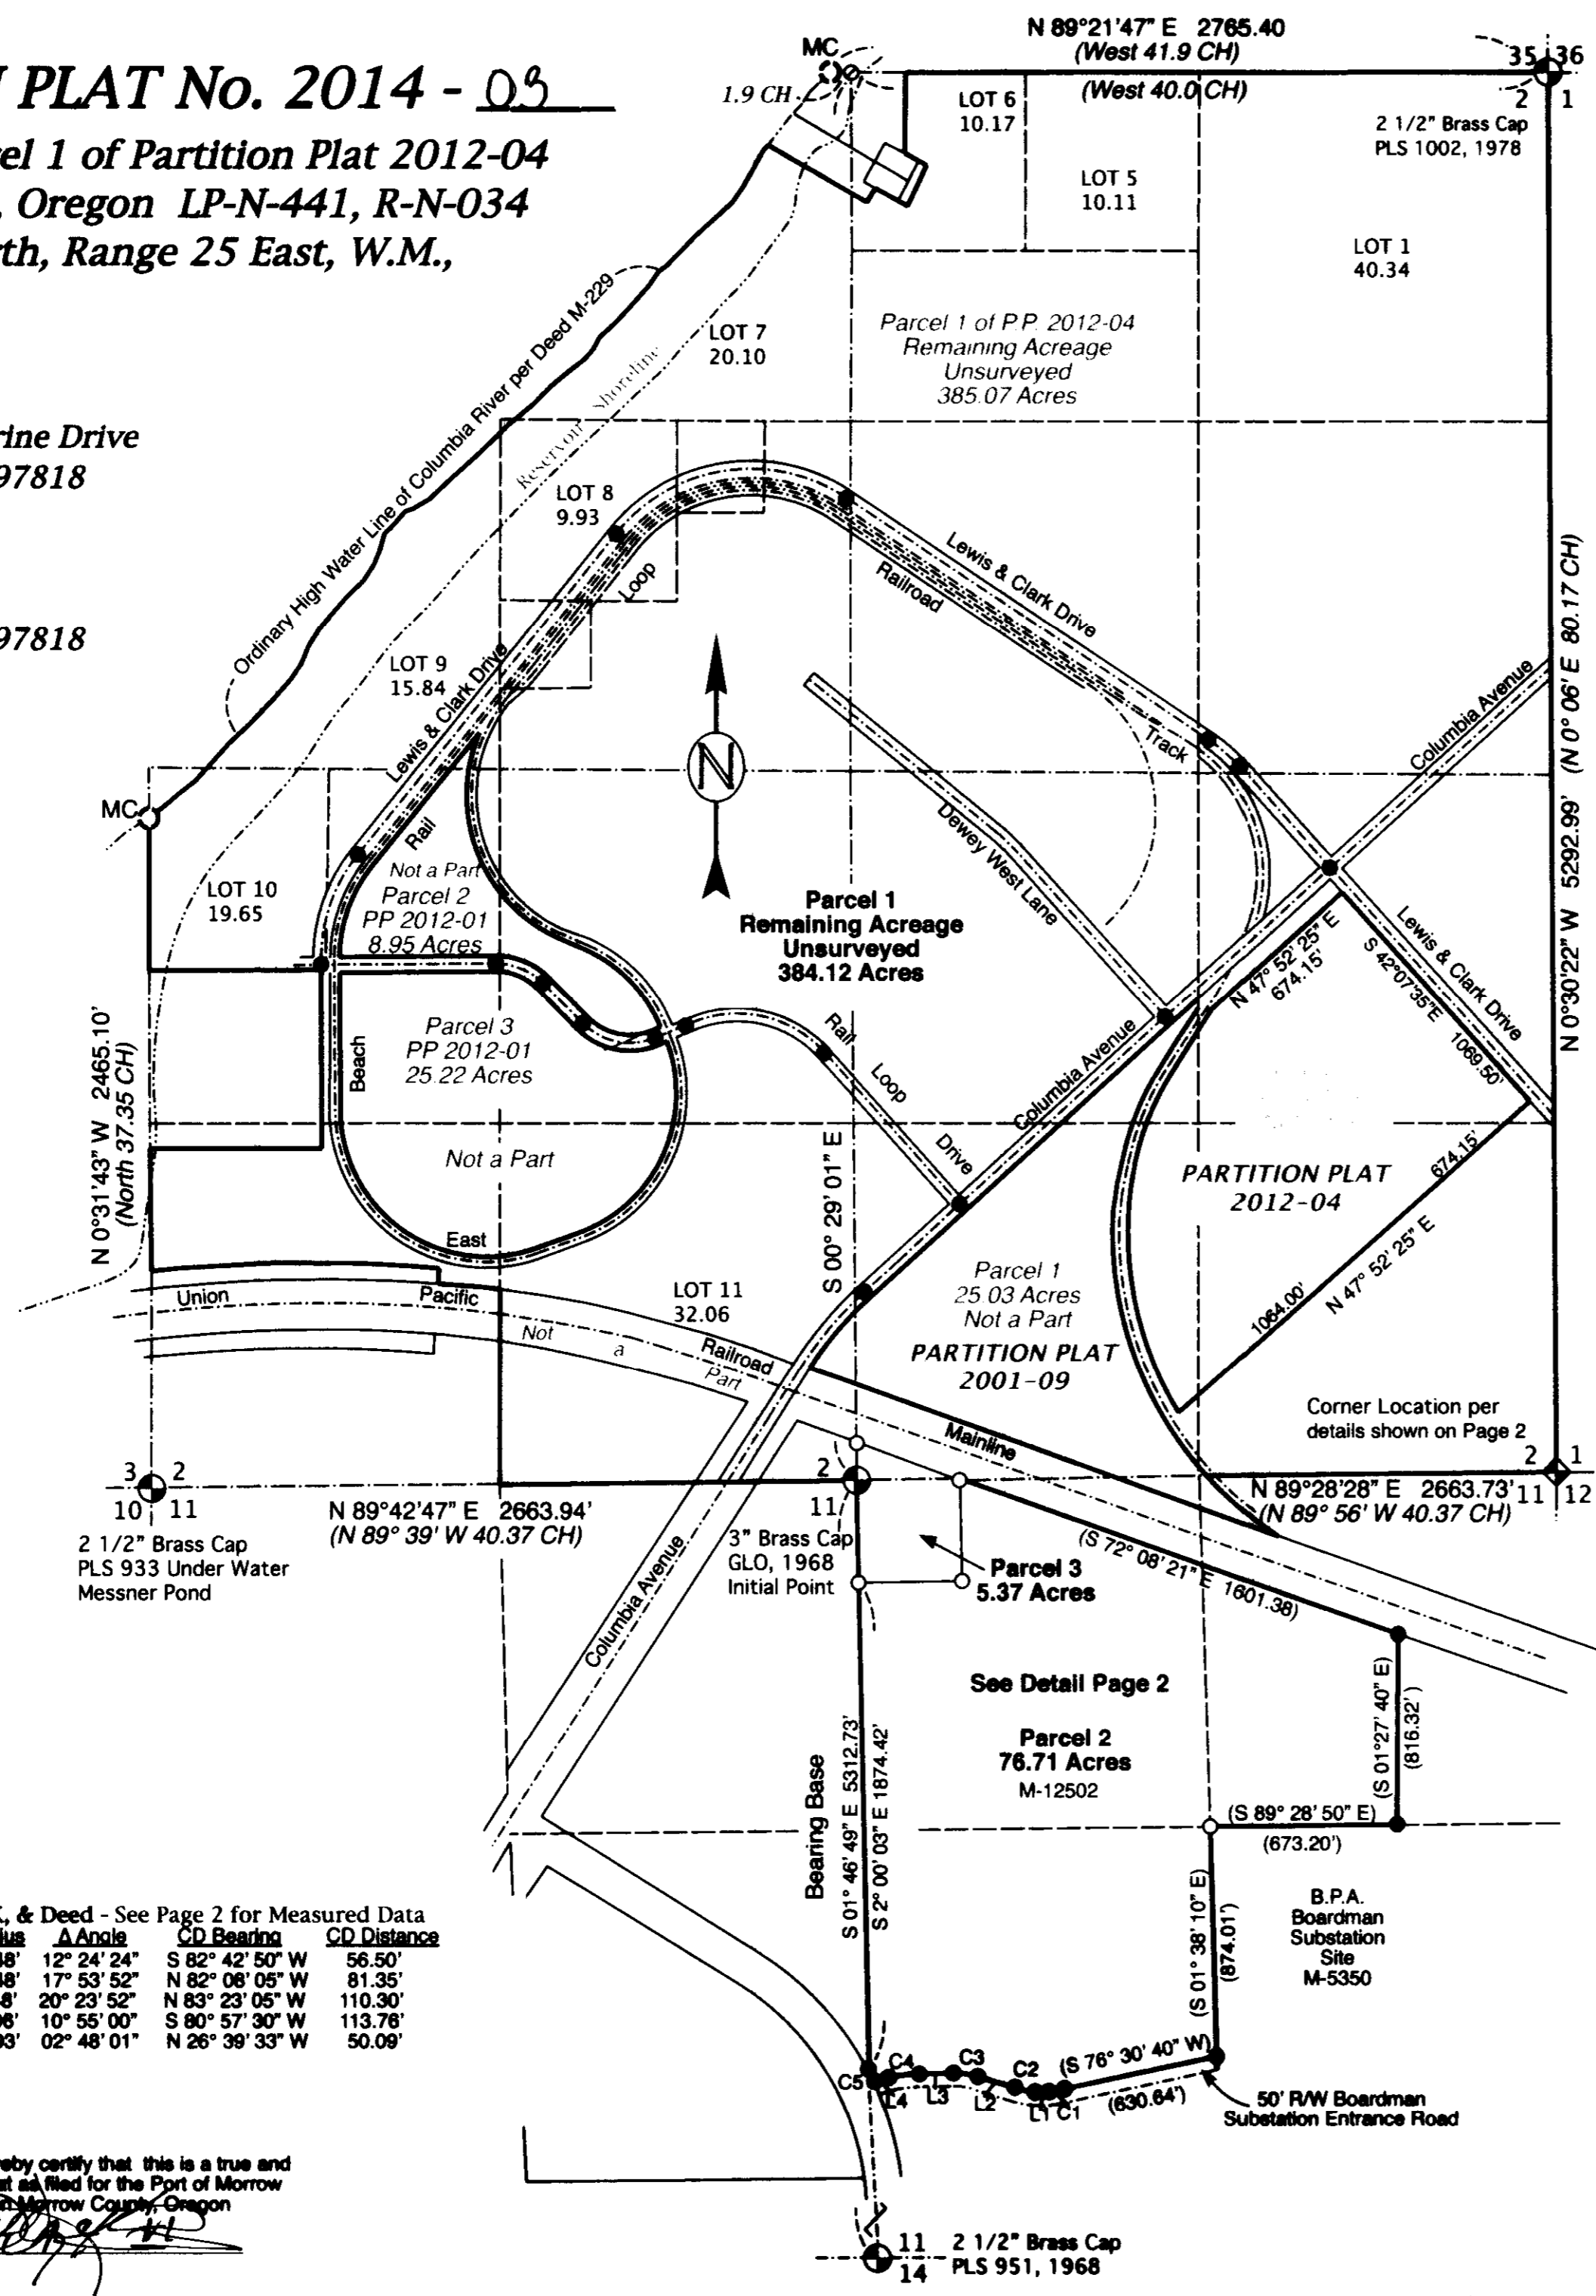 PLAT No. 2014 - 09
el 1 of Partition Plat 2012-04
, Oregon LP-N-441, R-N-034
th, Range 25 East, W.M.,
rine Drive
97818
97818
N 89°21'47" E 2765.40
(West 41.9 CH)
(West 40.0 CH)
MC
1.9 CH
35 36
2 1
2 1/2" Brass Cap
PLS 1002, 1978
LOT 6
10.17
LOT 5
10.11
LOT 1
40.34
Ordinary High Water Line of Columbia River per Deed M-229
Reservoir Shoreline
LOT 7
20.10
Parcel 1 of P.P. 2012-04
Remaining Acreage
Unsurveyed
385.07 Acres
LOT 8
9.93
Loop
Lewis & Clark Drive
Railroad
Track
LOT 9
15.84
Lewis & Clark Drive
Rail
Columbia Avenue
N 0°30'22" W 5292.99' (N 0° 06' E 80.17 CH)
MC
LOT 10
19.65
Not a Part
Parcel 2
PP 2012-01
8.95 Acres
N
Dewey West Lane
Parcel 1
Remaining Acreage
Unsurveyed
384.12 Acres
Lewis & Clark Drive
N 47° 52' 25" E
674.15'
S 42°07'35"E 1069.50'
N 0°31'43" W 2465.10'
(North 37.35 CH)
Beach
Parcel 3
PP 2012-01
25.22 Acres
Not a Part
East
Rail Loop Drive
Columbia Avenue
S 00° 29' 01" E
PARTITION PLAT
2012-04
674.15'
N 47° 52' 25" E
1064.00'
Union Pacific Railroad Mainline
Not a Part
LOT 11
32.06
Parcel 1
25.03 Acres
Not a Part
PARTITION PLAT
2001-09
Corner Location per
details shown on Page 2
3 2
10 11
2 1/2" Brass Cap
PLS 933 Under Water
Messner Pond
N 89°42'47" E 2663.94'
(N 89° 39' W 40.37 CH)
2
11
3" Brass Cap
GLO, 1968
Initial Point
2 1
11 12
N 89°28'28" E 2663.73'
(N 89° 56' W 40.37 CH)
(S 72° 08' 21" E 1601.38)
Parcel 3
5.37 Acres
Columbia Avenue
See Detail Page 2
Parcel 2
76.71 Acres
M-12502
Bearing Base
S 01° 46' 49" E 5312.73'
S 2° 00' 03" E 1874.42'
(S 01°27' 40" E)
(816.32')
(S 89° 28' 50" E)
(673.20')
(S 01° 38' 10" E)
(874.01')
B.P.A.
Boardman
Substation
Site
M-5350
, & Deed - See Page 2 for Measured Data
ius Δ Angle CD Bearing CD Distance
8' 12° 24' 24" S 82° 42' 50" W 56.50'
8' 17° 53' 52" N 82° 08' 05" W 81.35'
8' 20° 23' 52" N 83° 23' 05" W 110.30'
6' 10° 55' 00" S 80° 57' 30" W 113.76'
3' 02° 48' 01" N 26° 39' 33" W 50.09'
C5 C4 L4 L3 C3 L2 C2 L1 C1
(S 76° 30' 40" W)
(630.64')
50' R/W Boardman
Substation Entrance Road
eby certify that this is a true and
at as filed for the Port of Morrow
in Morrow County, Oregon
11
14
2 1/2" Brass Cap
PLS 951, 1968